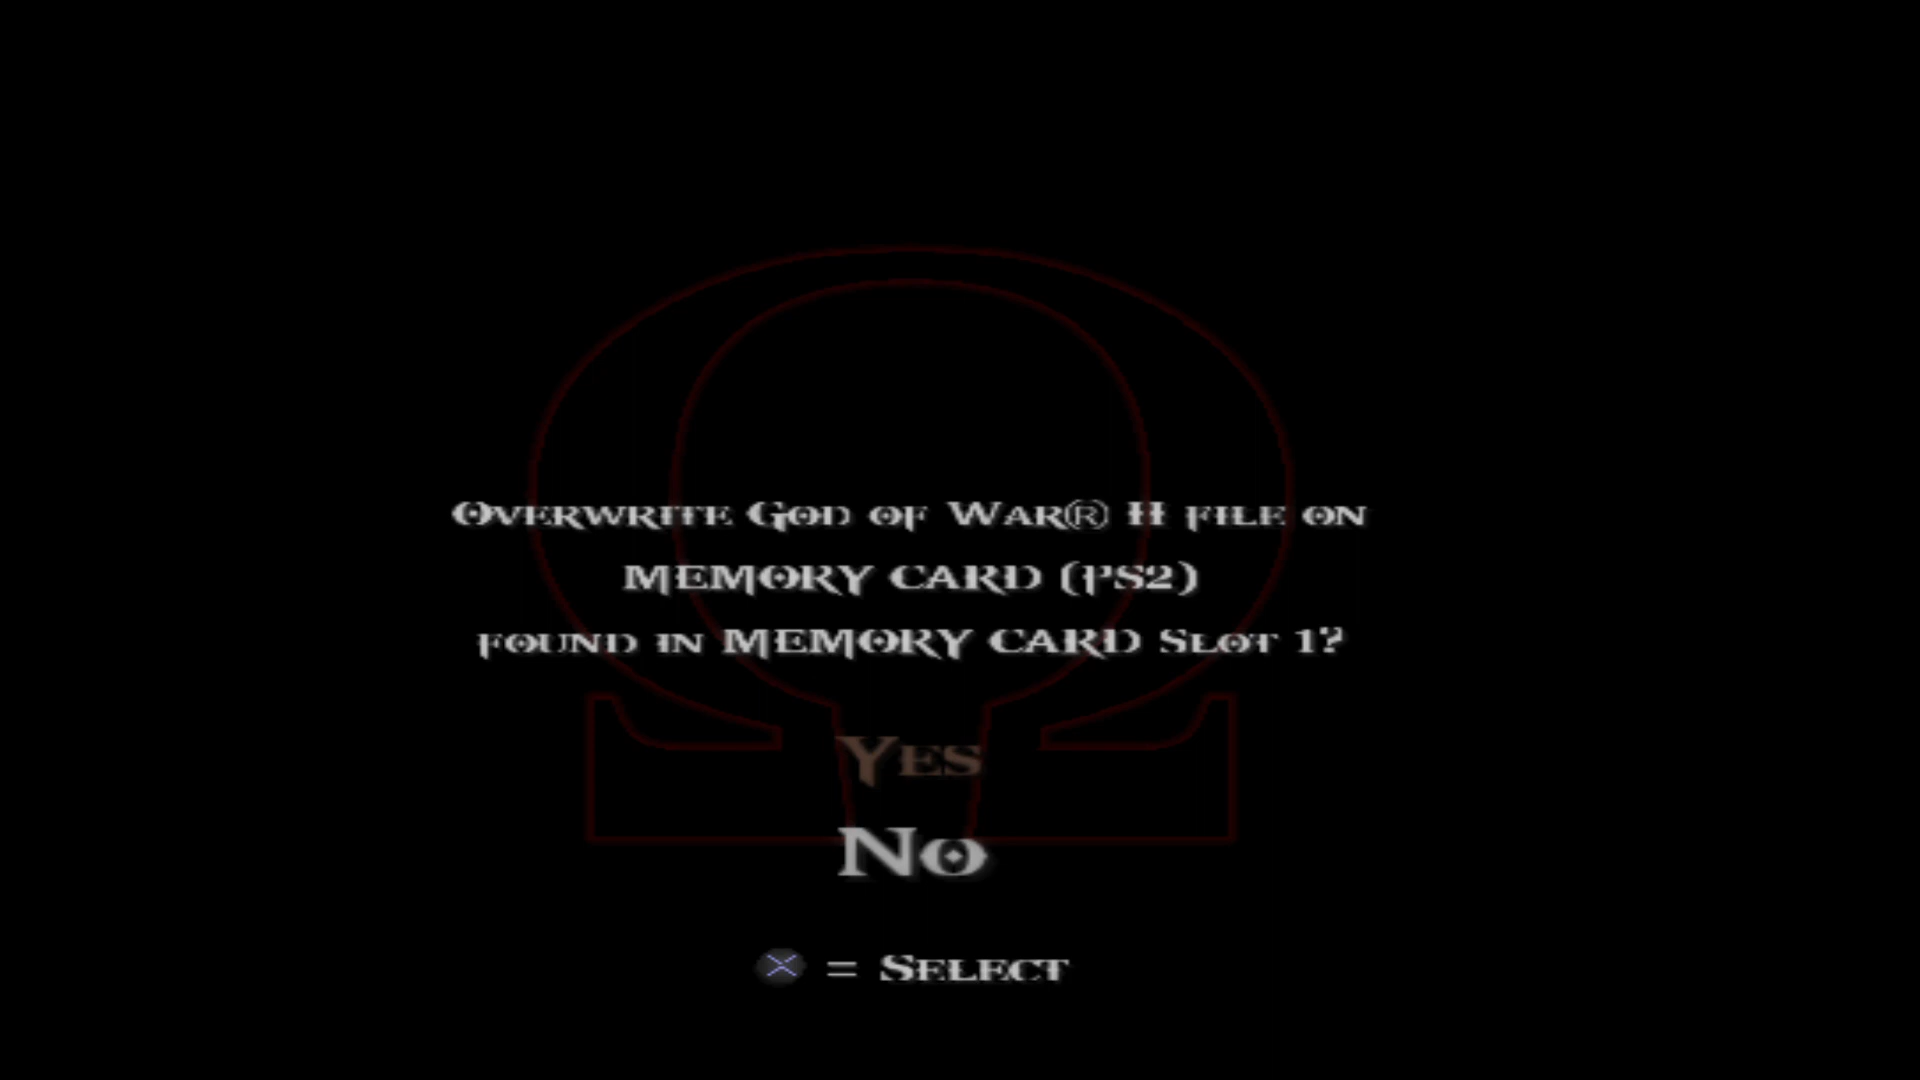 Overwrite God of War® II file on
MEMORY CARD (PS2)
found in MEMORY CARD Slot 1?
Yes
No
= Select